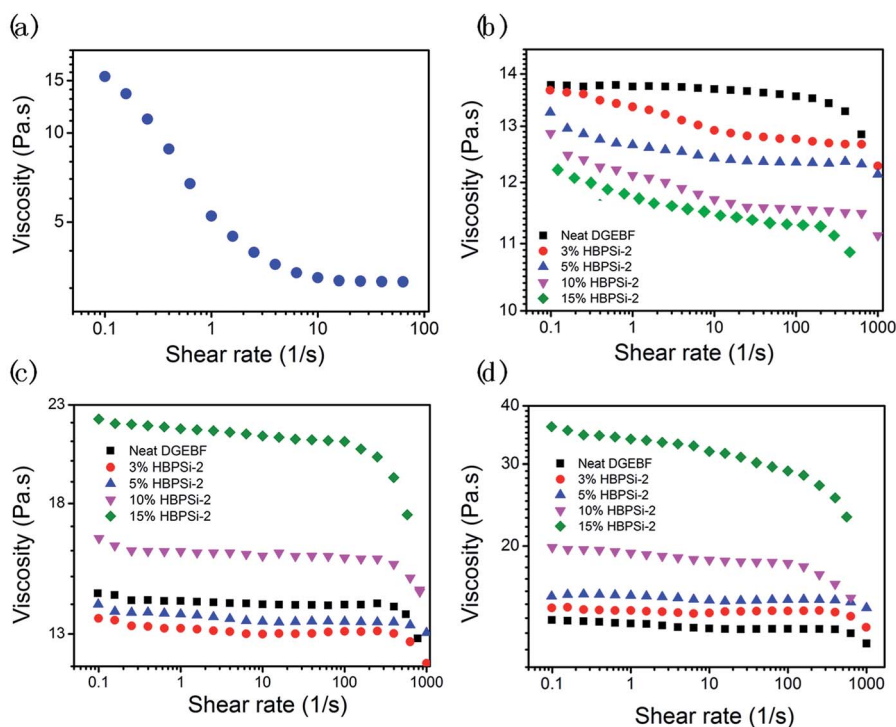 (a)
15
10
5
Viscosity (Pa.s)
0.1 1 10 100
Shear rate (1/s)
(b)
14
13
12
11
10
Viscosity (Pa.s)
Neat DGEBF
3% HBPSi-2
5% HBPSi-2
10% HBPSi-2
15% HBPSi-2
0.1 1 10 100 1000
Shear rate (1/s)
(c)
23
18
13
Viscosity (Pa.s)
Neat DGEBF
3% HBPSi-2
5% HBPSi-2
10% HBPSi-2
15% HBPSi-2
0.1 1 10 100 1000
Shear rate (1/s)
(d)
40
30
20
Viscosity (Pa.s)
Neat DGEBF
3% HBPSi-2
5% HBPSi-2
10% HBPSi-2
15% HBPSi-2
0.1 1 10 100 1000
Shear rate (1/s)